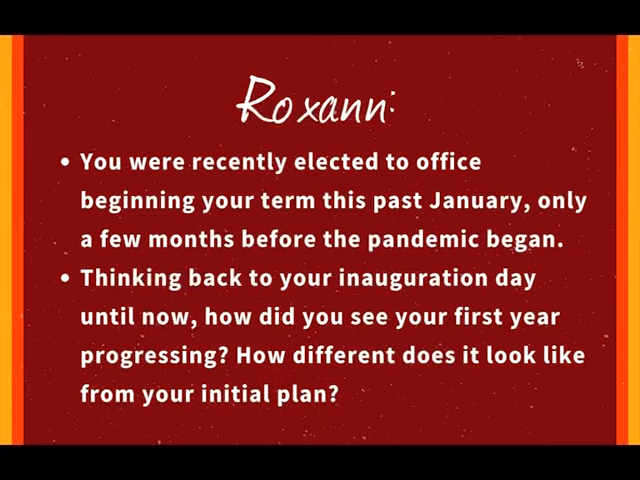 Roxann:
• You were recently elected to office
beginning your term this past January, only
a few months before the pandemic began.
• Thinking back to your inauguration day
until now, how did you see your first year
progressing? How different does it look like
from your initial plan?